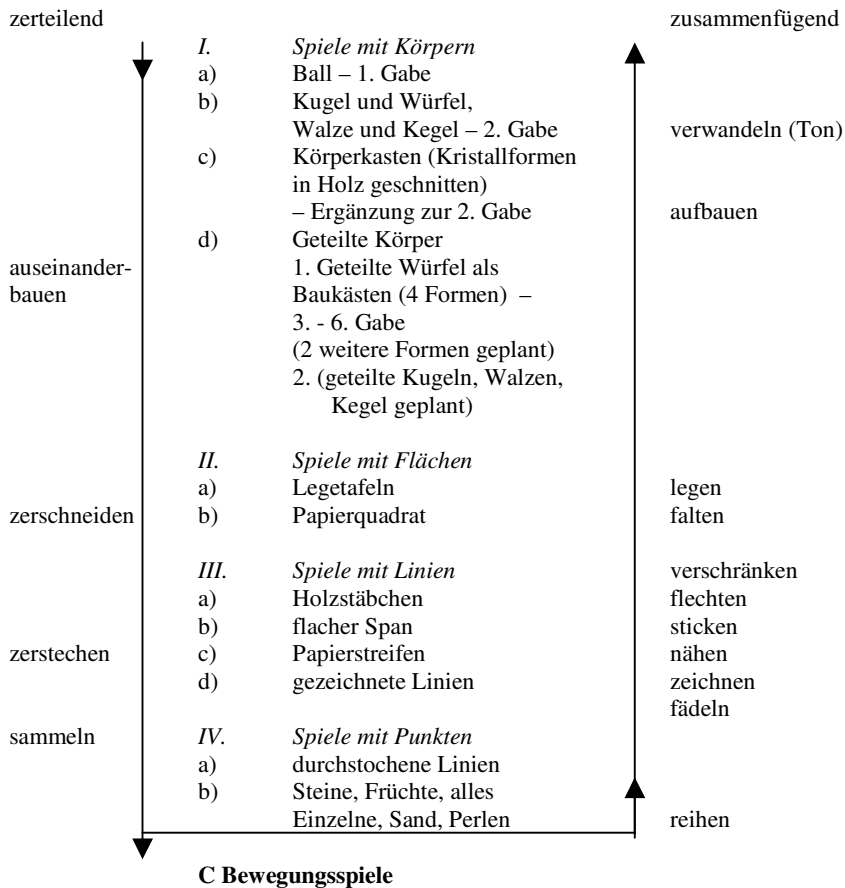 zerteilend zusammenfügend
I. Spiele mit Körpern
a) Ball – 1. Gabe
b) Kugel und Würfel,
Walze und Kegel – 2. Gabe verwandeln (Ton)
c) Körperkasten (Kristallformen
in Holz geschnitten)
– Ergänzung zur 2. Gabe aufbauen
d) Geteilte Körper
auseinander- 1. Geteilte Würfel als
bauen Baukästen (4 Formen) –
3. - 6. Gabe
(2 weitere Formen geplant)
2. (geteilte Kugeln, Walzen,
Kegel geplant)
II. Spiele mit Flächen
a) Legetafeln legen
zerschneiden b) Papierquadrat falten
III. Spiele mit Linien verschränken
a) Holzstäbchen flechten
b) flacher Span sticken
zerstechen c) Papierstreifen nähen
d) gezeichnete Linien zeichnen
fädeln
sammeln IV. Spiele mit Punkten
a) durchstochene Linien
b) Steine, Früchte, alles
Einzelne, Sand, Perlen reihen
C Bewegungsspiele